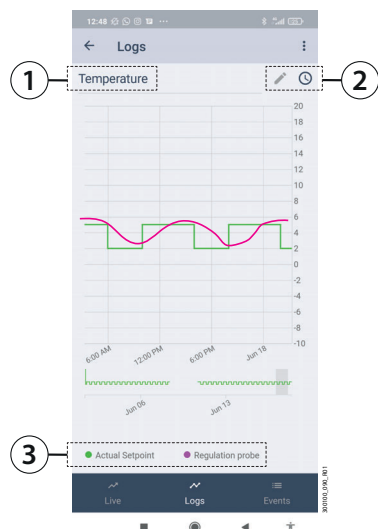 12:48
Logs
1
Temperature
2
20
18
16
14
12
10
8
6
4
2
0
-2
-4
-6
-8
-10
6:00 AM 12:00 PM 6:00 PM Jun 18
Jun 06 Jun 13
3
Actual Setpoint Regulation probe
Live Logs Events
300100_090_R01